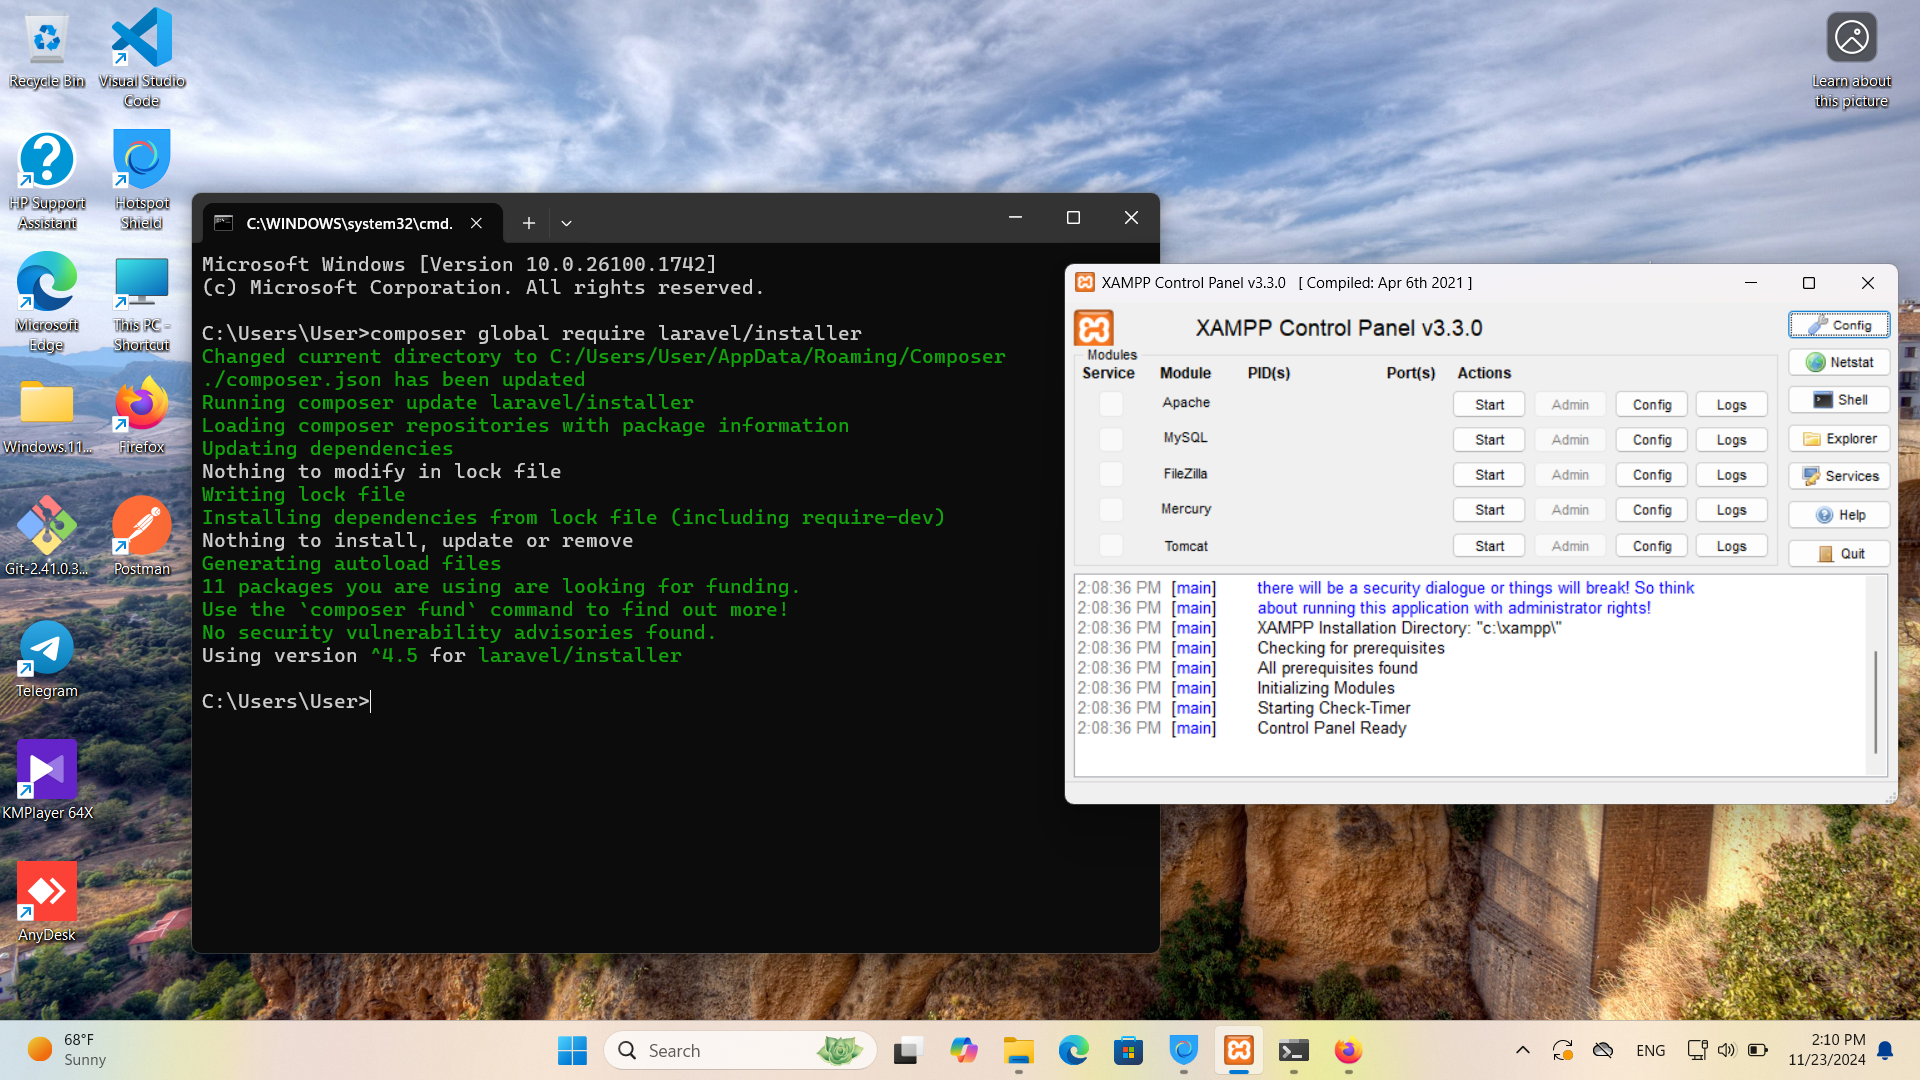 Recycle Bin
Visual Studio
Code
HP Support
Assistant
Hotspot
Shield
Microsoft
Edge
This PC -
Shortcut
Windows.11...
Firefox
Git-2.41.0.3...
Postman
Telegram
KMPlayer 64X
AnyDesk
Learn about
this picture
C:\WINDOWS\system32\cmd.
Microsoft Windows [Version 10.0.26100.1742]
(c) Microsoft Corporation. All rights reserved.
C:\Users\User>composer global require laravel/installer
Changed current directory to C:/Users/User/AppData/Roaming/Composer
./composer.json has been updated
Running composer update laravel/installer
Loading composer repositories with package information
Updating dependencies
Nothing to modify in lock file
Writing lock file
Installing dependencies from lock file (including require-dev)
Nothing to install, update or remove
Generating autoload files
11 packages you are using are looking for funding.
Use the `composer fund` command to find out more!
No security vulnerability advisories found.
Using version ^4.5 for laravel/installer
C:\Users\User>
XAMPP Control Panel v3.3.0 [ Compiled: Apr 6th 2021 ]
XAMPP Control Panel v3.3.0
Modules
Service Module PID(s) Port(s) Actions
Apache Start Admin Config Logs
MySQL Start Admin Config Logs
FileZilla Start Admin Config Logs
Mercury Start Admin Config Logs
Tomcat Start Admin Config Logs
Config
Netstat
Shell
Explorer
Services
Help
Quit
2:08:36 PM [main] there will be a security dialogue or things will break! So think
2:08:36 PM [main] about running this application with administrator rights!
2:08:36 PM [main] XAMPP Installation Directory: "c:\xampp\"
2:08:36 PM [main] Checking for prerequisites
2:08:36 PM [main] All prerequisites found
2:08:36 PM [main] Initializing Modules
2:08:36 PM [main] Starting Check-Timer
2:08:36 PM [main] Control Panel Ready
68°F
Sunny
Search
ENG
2:10 PM
11/23/2024